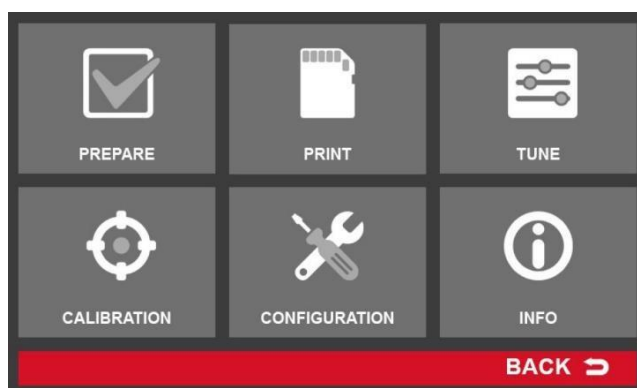 PREPARE
PRINT
TUNE
CALIBRATION
CONFIGURATION
INFO
BACK